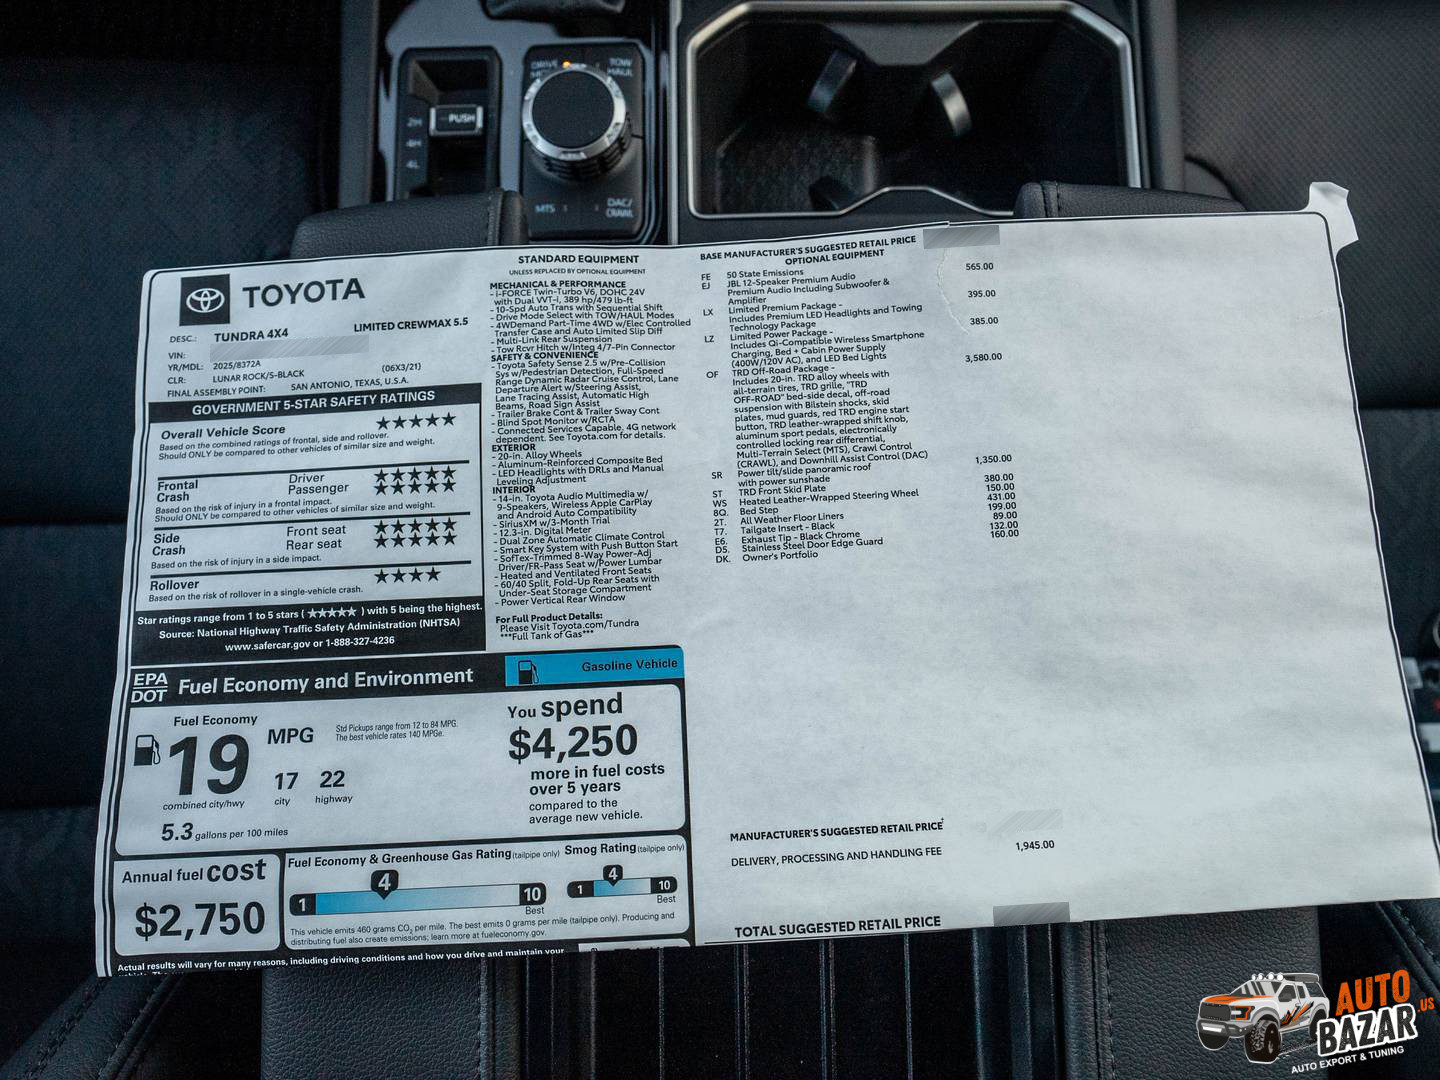 DRIVE
TOW
HAUL
PUSH
2H
4H
4L
MTS
DAC/
CRAWL
TOYOTA
DESC.: TUNDRA 4X4 LIMITED CREWMAX 5.5
VIN:
YR/MDL: 2025/8372A (06X3/21)
CLR: LUNAR ROCK/S-BLACK
FINAL ASSEMBLY POINT: SAN ANTONIO, TEXAS, U.S.A.
GOVERNMENT 5-STAR SAFETY RATINGS
Overall Vehicle Score ★★★★★
Based on the combined ratings of frontal, side and rollover.
Should ONLY be compared to other vehicles of similar size and weight.
Frontal Driver ★★★★★
Crash Passenger ★★★★★
Based on the risk of injury in a frontal impact.
Should ONLY be compared to other vehicles of similar size and weight.
Side Front seat ★★★★★
Crash Rear seat ★★★★★
Based on the risk of injury in a side impact.
Rollover ★★★★
Based on the risk of rollover in a single-vehicle crash.
Star ratings range from 1 to 5 stars (★★★★★) with 5 being the highest.
Source: National Highway Traffic Safety Administration (NHTSA)
www.safercar.gov or 1-888-327-4236
STANDARD EQUIPMENT
UNLESS REPLACED BY OPTIONAL EQUIPMENT
MECHANICAL & PERFORMANCE
- i-FORCE Twin-Turbo V6, DOHC 24V
with Dual VVT-i, 389 hp/479 lb-ft
- 10-Spd Auto Trans with Sequential Shift
- Drive Mode Select with TOW/HAUL Modes
- 4WDemand Part-Time 4WD w/Elec Controlled
Transfer Case and Auto Limited Slip Diff
- Multi-Link Rear Suspension
- Tow Rcvr Hitch w/Integ 4/7-Pin Connector
SAFETY & CONVENIENCE
- Toyota Safety Sense 2.5 w/Pre-Collision
Sys w/Pedestrian Detection, Full-Speed
Range Dynamic Radar Cruise Control, Lane
Departure Alert w/Steering Assist,
Lane Tracing Assist, Automatic High
Beams, Road Sign Assist
- Trailer Brake Cont & Trailer Sway Cont
- Blind Spot Monitor w/RCTA
- Connected Services Capable, 4G network
dependent. See Toyota.com for details.
EXTERIOR
- 20-in. Alloy Wheels
- Aluminum-Reinforced Composite Bed
- LED Headlights with DRLs and Manual
Leveling Adjustment
INTERIOR
- 14-in. Toyota Audio Multimedia w/
9-Speakers, Wireless Apple CarPlay
and Android Auto Compatibility
- SiriusXM w/3-Month Trial
- 12.3-in. Digital Meter
- Dual Zone Automatic Climate Control
- Smart Key System with Push Button Start
- SofTex-Trimmed 8-Way Power-Adj
Driver/FR-Pass Seat w/Power Lumbar
- Heated and Ventilated Front Seats
- 60/40 Split, Fold-Up Rear Seats with
Under-Seat Storage Compartment
- Power Vertical Rear Window
For Full Product Details:
Please Visit Toyota.com/Tundra
***Full Tank of Gas***
BASE MANUFACTURER'S SUGGESTED RETAIL PRICE
OPTIONAL EQUIPMENT
FE 50 State Emissions
EJ JBL 12-Speaker Premium Audio 565.00
Premium Audio Including Subwoofer &
Amplifier
LX Limited Premium Package - 395.00
Includes Premium LED Headlights and Towing
Technology Package
LZ Limited Power Package - 385.00
Includes Qi-Compatible Wireless Smartphone
Charging, Bed + Cabin Power Supply
(400W/120V AC), and LED Bed Lights
OF TRD Off-Road Package - 3,580.00
Includes 20-in. TRD alloy wheels with
all-terrain tires, TRD grille, "TRD
OFF-ROAD" bed-side decal, off-road
suspension with Bilstein shocks, skid
plates, mud guards, red TRD engine start
button, TRD leather-wrapped shift knob,
aluminum sport pedals, electronically
controlled locking rear differential,
Multi-Terrain Select (MTS), Crawl Control
(CRAWL), and Downhill Assist Control (DAC)
SR Power tilt/slide panoramic roof 1,350.00
with power sunshade
ST TRD Front Skid Plate 380.00
WS Heated Leather-Wrapped Steering Wheel 150.00
8Q. Bed Step 431.00
2T. All Weather Floor Liners 199.00
T7. Tailgate Insert - Black 89.00
E6. Exhaust Tip - Black Chrome 132.00
D5. Stainless Steel Door Edge Guard 160.00
DK. Owner's Portfolio
MANUFACTURER'S SUGGESTED RETAIL PRICE†
DELIVERY, PROCESSING AND HANDLING FEE 1,945.00
TOTAL SUGGESTED RETAIL PRICE
EPA
DOT
Fuel Economy and Environment
Gasoline Vehicle
Fuel Economy
19 MPG
combined city/hwy
17
city
22
highway
Std Pickups range from 12 to 84 MPG.
The best vehicle rates 140 MPGe.
5.3 gallons per 100 miles
You spend
$4,250
more in fuel costs
over 5 years
compared to the
average new vehicle.
Annual fuel cost
$2,750
Fuel Economy & Greenhouse Gas Rating (tailpipe only)
1
4
10
Best
Smog Rating (tailpipe only)
1
4
10
Best
This vehicle emits 460 grams CO2 per mile. The best emits 0 grams per mile (tailpipe only). Producing and
distributing fuel also create emissions; learn more at fueleconomy.gov.
Actual results will vary for many reasons, including driving conditions and how you drive and maintain your
AUTO
BAZAR.US
AUTO EXPORT & TUNING